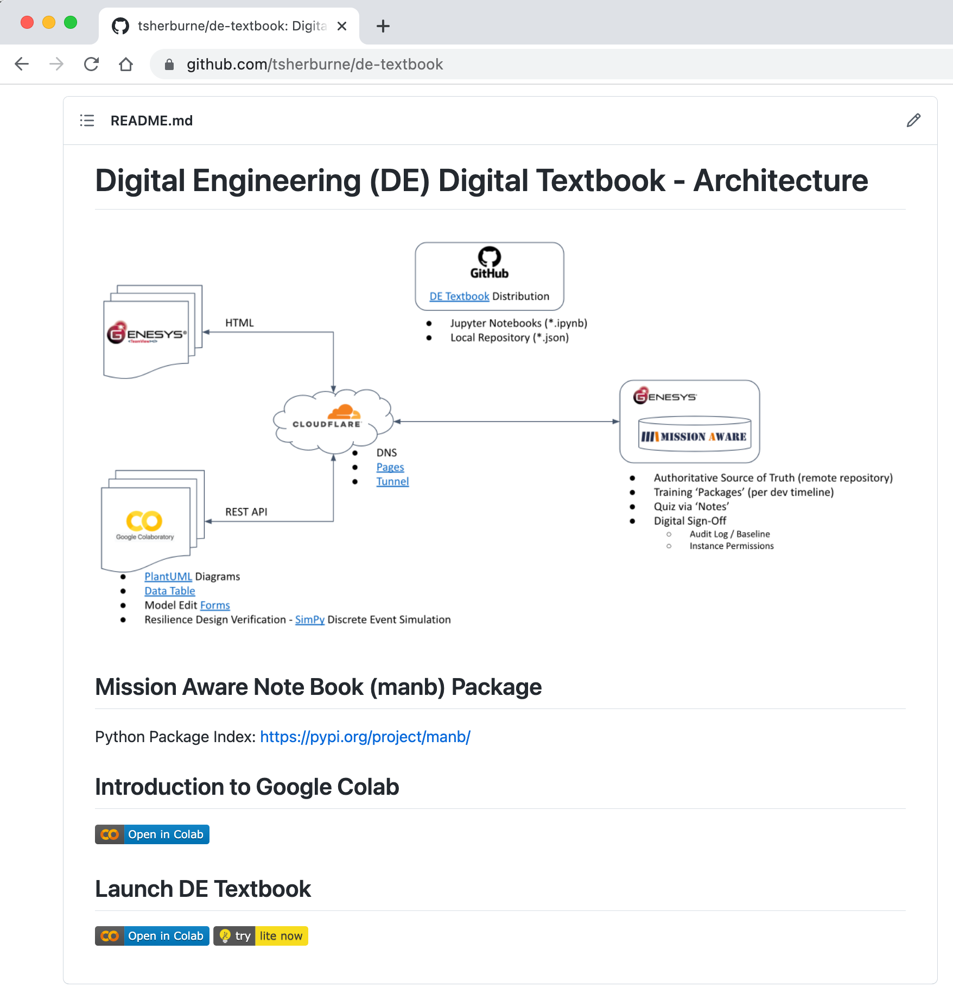 tsherburne/de-textbook: Digita
github.com/tsherburne/de-textbook
README.md
Digital Engineering (DE) Digital Textbook - Architecture
GitHub
DE Textbook Distribution
Jupyter Notebooks (*.ipynb)
Local Repository (*.json)
GENESYS®
<TeamView></>
HTML
CLOUDFLARE
DNS
Pages
Tunnel
GENESYS
MISSION AWARE
Authoritative Source of Truth (remote repository)
Training ‘Packages’ (per dev timeline)
Quiz via ‘Notes’
Digital Sign-Off
Audit Log / Baseline
Instance Permissions
REST API
Google Colaboratory
PlantUML Diagrams
Data Table
Model Edit Forms
Resilience Design Verification - SimPy Discrete Event Simulation
Mission Aware Note Book (manb) Package
Python Package Index: https://pypi.org/project/manb/
Introduction to Google Colab
Open in Colab
Launch DE Textbook
Open in Colab try lite now